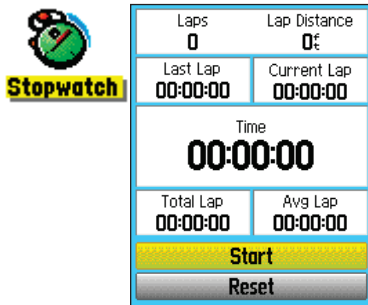 Stopwatch
Laps Lap Distance
0 0ft
Last Lap Current Lap
00:00:00 00:00:00
Time
00:00:00
Total Lap Avg Lap
00:00:00 00:00:00
Start
Reset